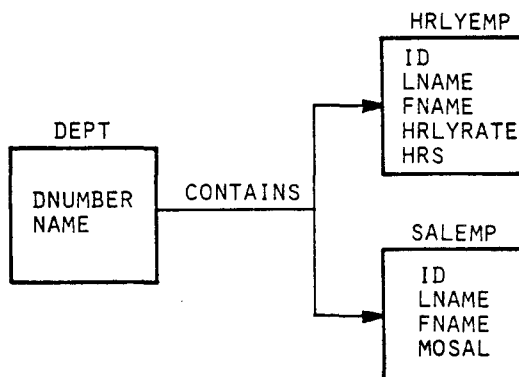 HRLYEMP
ID
LNAME
FNAME
HRLYRATE
HRS
DEPT
DNUMBER
NAME
CONTAINS
SALEMP
ID
LNAME
FNAME
MOSAL